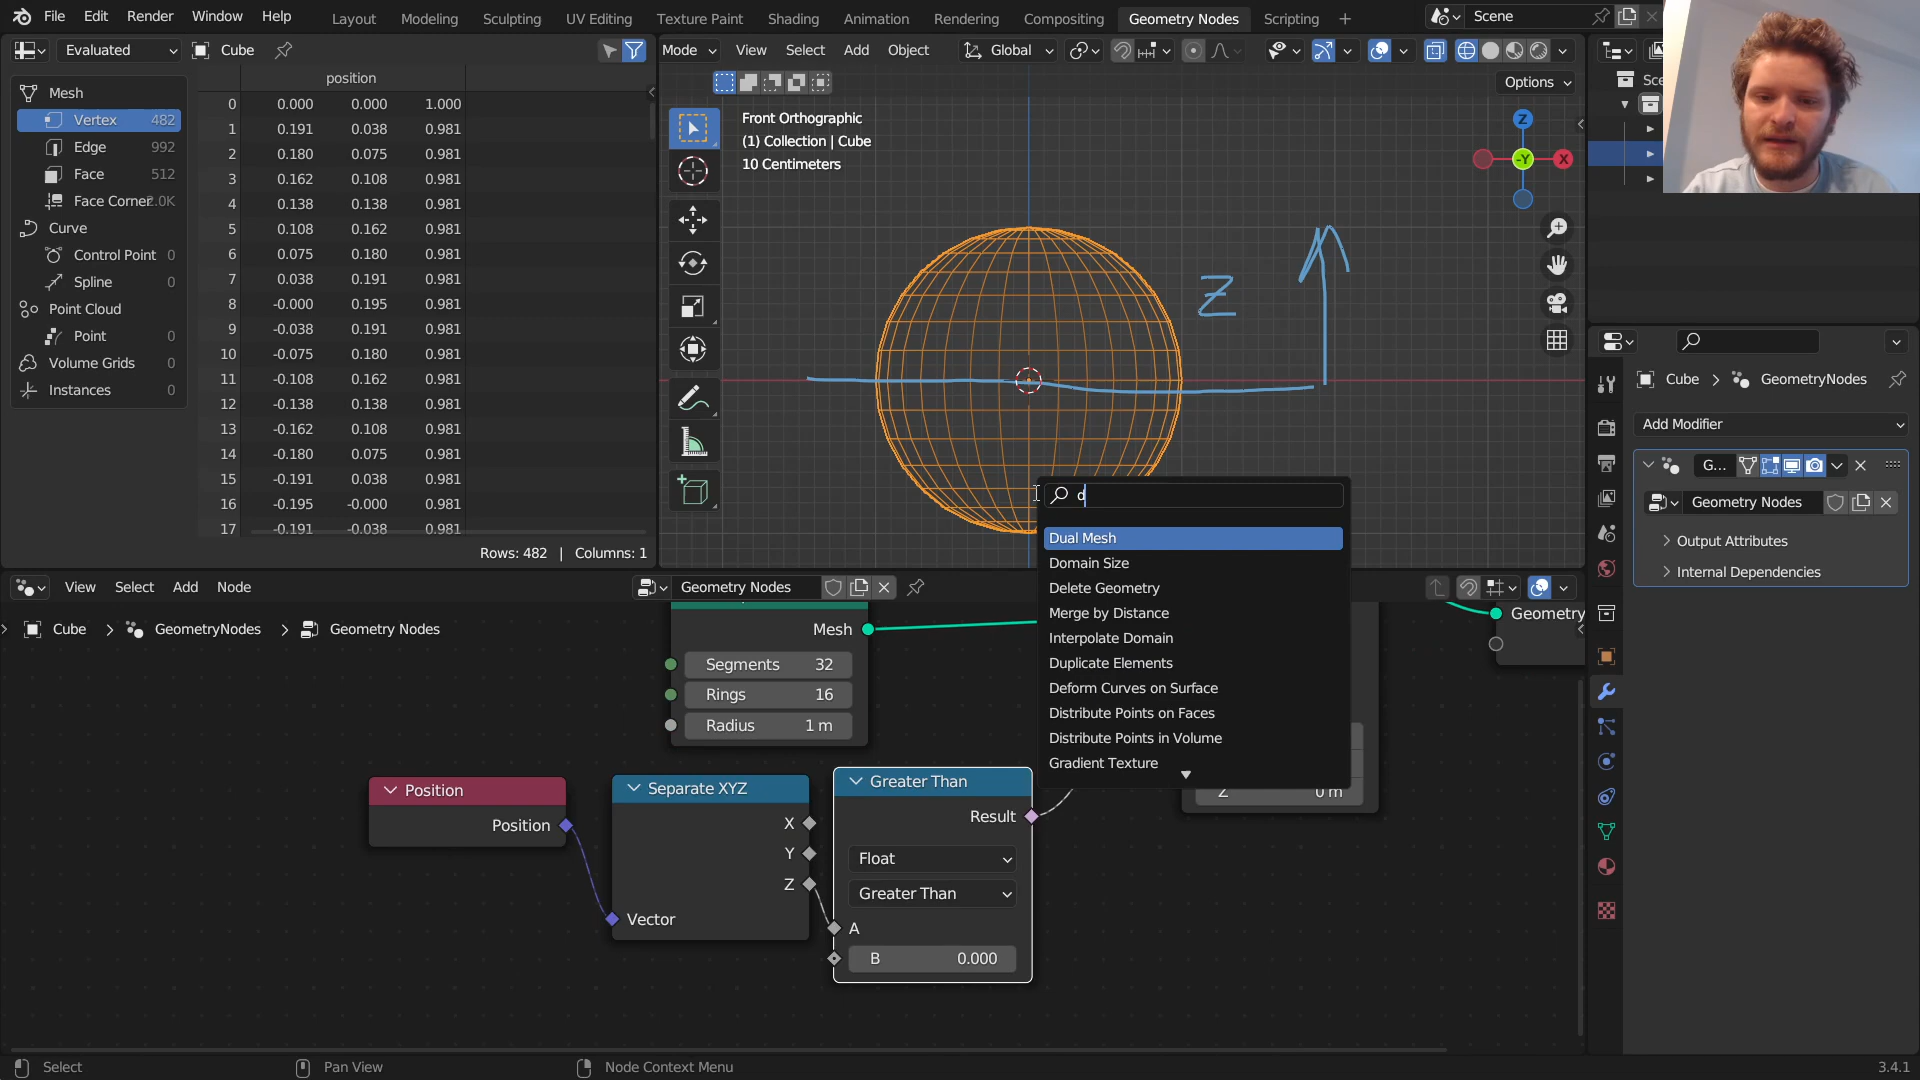 File Edit Render Window Help
Layout Modeling Sculpting UV Editing Texture Paint Shading Animation Rendering Compositing Geometry Nodes Scripting +
Scene
Evaluated Cube
Mode View Select Add Object Global
Options
position
Mesh
Vertex 482
Edge 992
Face 512
Face Corner 2.0K
Curve
Control Point 0
Spline 0
Point Cloud
Point 0
Volume Grids 0
Instances 0
0 0.000 0.000 1.000
1 0.191 0.038 0.981
2 0.180 0.075 0.981
3 0.162 0.108 0.981
4 0.138 0.138 0.981
5 0.108 0.162 0.981
6 0.075 0.180 0.981
7 0.038 0.191 0.981
8 -0.000 0.195 0.981
9 -0.038 0.191 0.981
10 -0.075 0.180 0.981
11 -0.108 0.162 0.981
12 -0.138 0.138 0.981
13 -0.162 0.108 0.981
14 -0.180 0.075 0.981
15 -0.191 0.038 0.981
16 -0.195 -0.000 0.981
17 -0.191 -0.038 0.981
Rows: 482 | Columns: 1
Front Orthographic
(1) Collection | Cube
10 Centimeters
Z
-Y
X
Z
d
Dual Mesh
Domain Size
Delete Geometry
Merge by Distance
Interpolate Domain
Duplicate Elements
Deform Curves on Surface
Distribute Points on Faces
Distribute Points in Volume
Gradient Texture
Sce
Cube > GeometryNodes
Add Modifier
G...
Geometry Nodes
Output Attributes
Internal Dependencies
View Select Add Node
Geometry Nodes
Cube > GeometryNodes > Geometry Nodes
Mesh
Segments 32
Rings 16
Radius 1 m
Position
Position
Separate XYZ
X
Y
Z
Vector
Greater Than
Result
Float
Greater Than
A
B 0.000
Z 0 m
Geometry
Select
Pan View
Node Context Menu
3.4.1